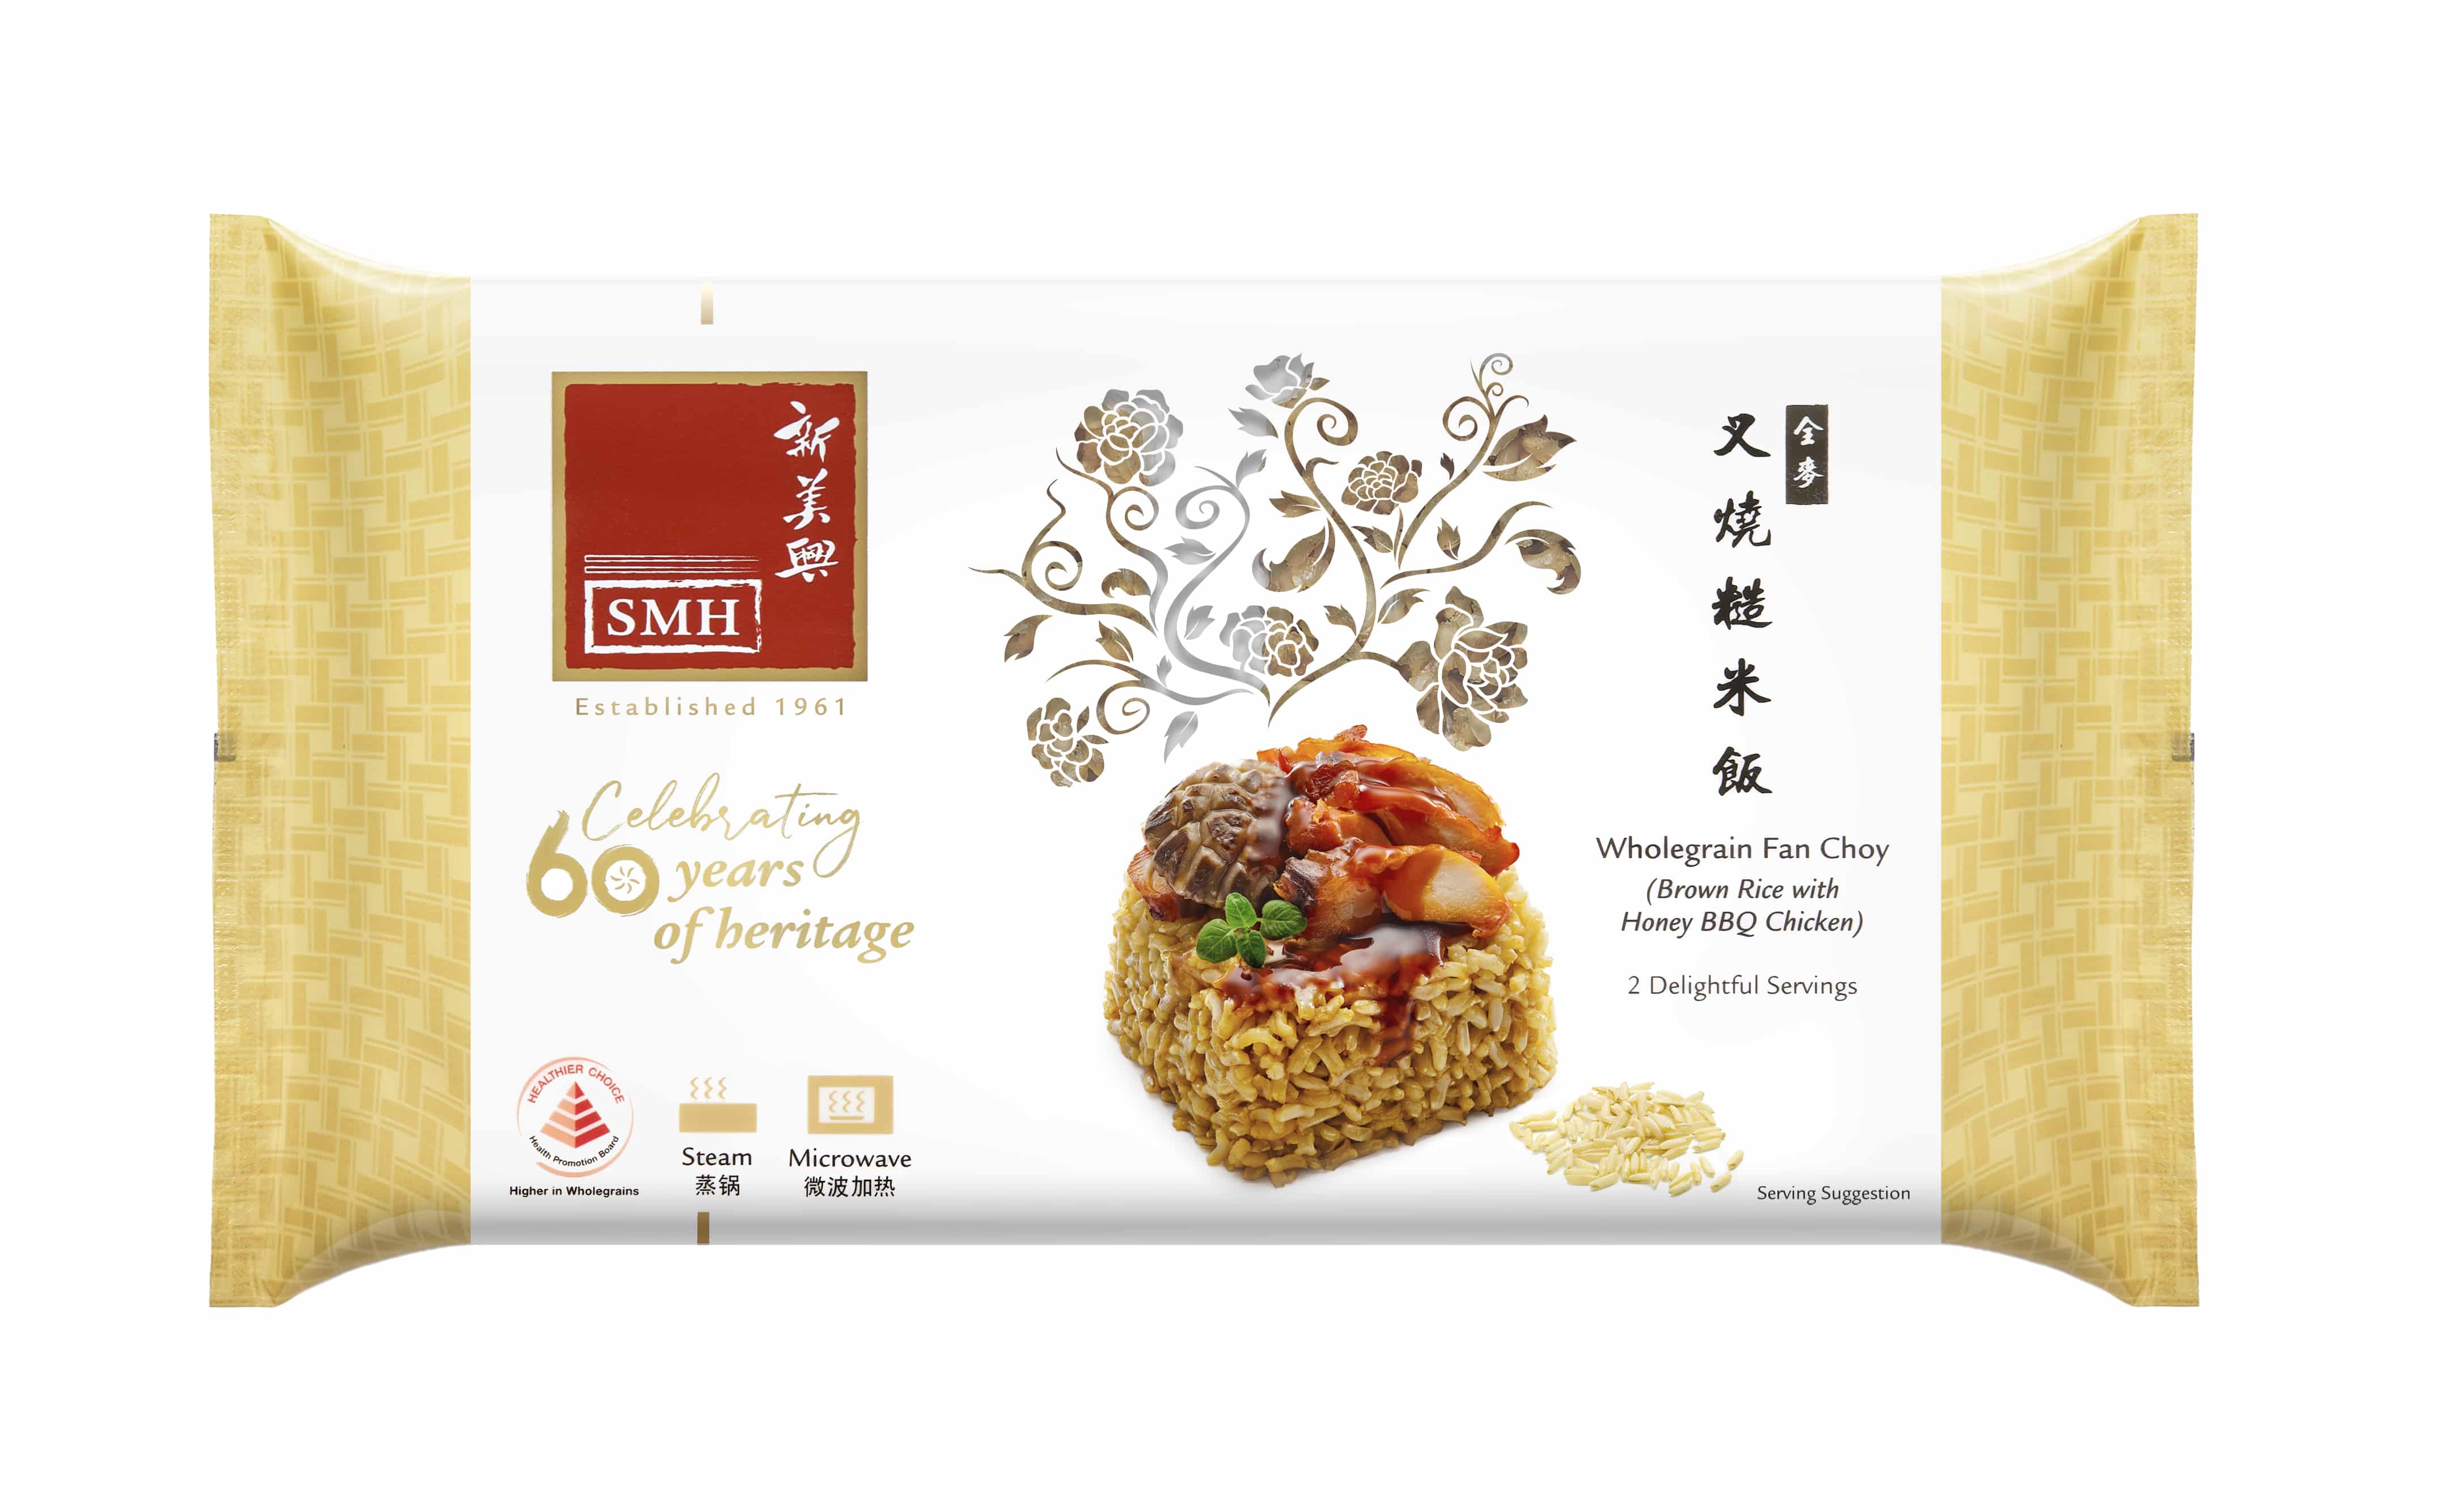 新美興
SMH
Established 1961
Celebrating
60 years
of heritage
HEALTHIER CHOICE
Health Promotion Board
Higher in Wholegrains
Steam
蒸锅
Microwave
微波加热
全麥
叉燒糙米飯
Wholegrain Fan Choy
(Brown Rice with
Honey BBQ Chicken)
2 Delightful Servings
Serving Suggestion